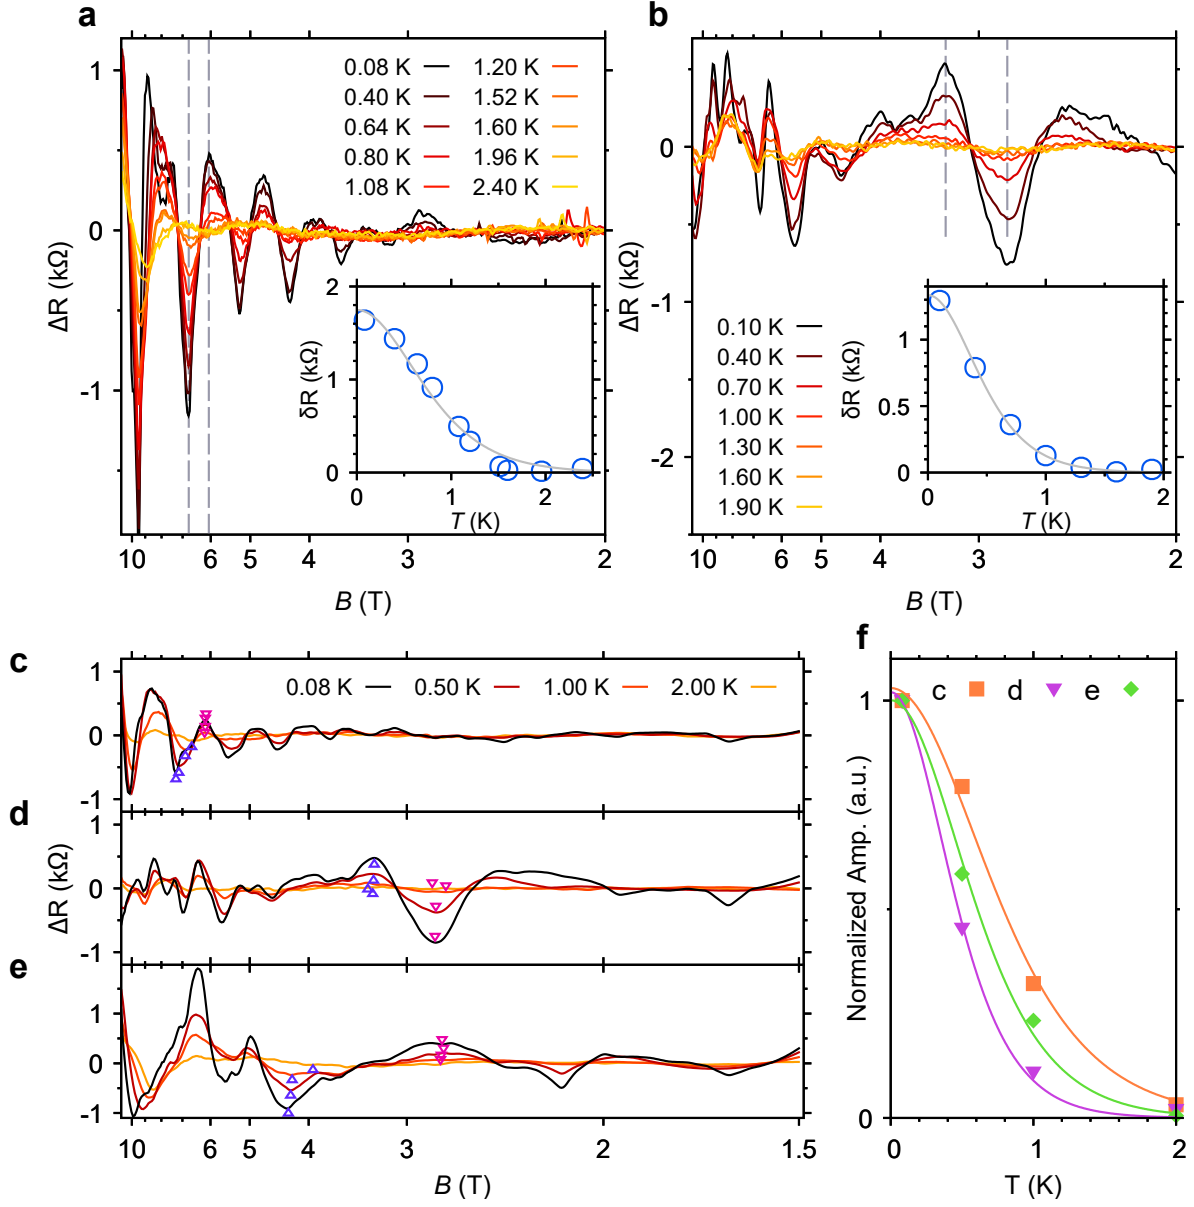 a
ΔR (kΩ)
1
0
-1
0.08 K
0.40 K
0.64 K
0.80 K
1.08 K
1.20 K
1.52 K
1.60 K
1.96 K
2.40 K
δR (kΩ)
2
1
0
0 1 2
T (K)
10 6 5 4 3 2
B (T)
b
ΔR (kΩ)
0
-1
-2
0.10 K
0.40 K
0.70 K
1.00 K
1.30 K
1.60 K
1.90 K
δR (kΩ)
1
0.5
0
0 1 2
T (K)
10 6 5 4 3 2
B (T)
c
1
0
-1
0.08 K 0.50 K 1.00 K 2.00 K
d
ΔR (kΩ)
1
0
-1
e
1
0
-1
10 6 5 4 3 2 1.5
B (T)
f
Normalized Amp. (a.u.)
1
0
c d e
0 1 2
T (K)